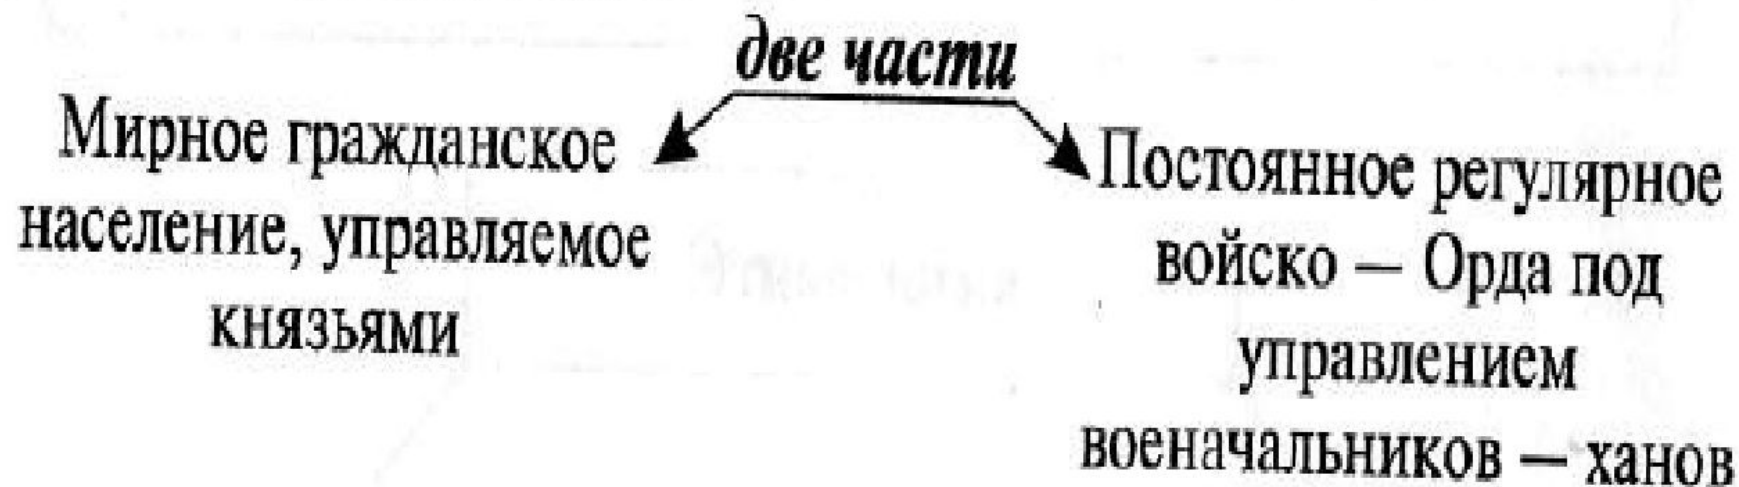 две части
Мирное гражданское
население, управляемое
князьями
Постоянное регулярное
войско — Орда под
управлением
военачальников — ханов